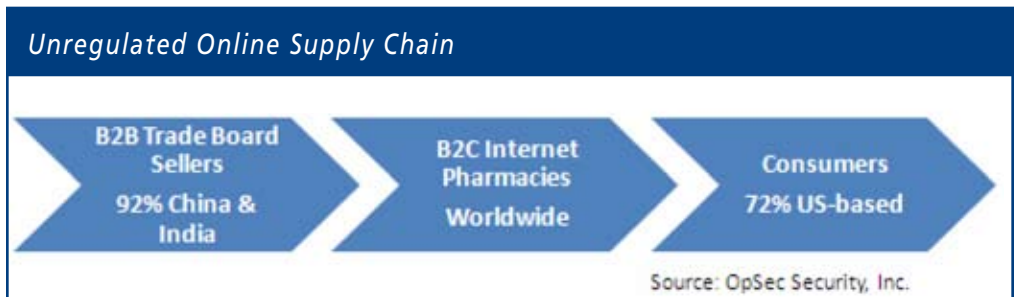 Unregulated Online Supply Chain
B2B Trade Board
Sellers
92% China &
India
B2C Internet
Pharmacies
Worldwide
Consumers
72% US-based
Source: OpSec Security, Inc.